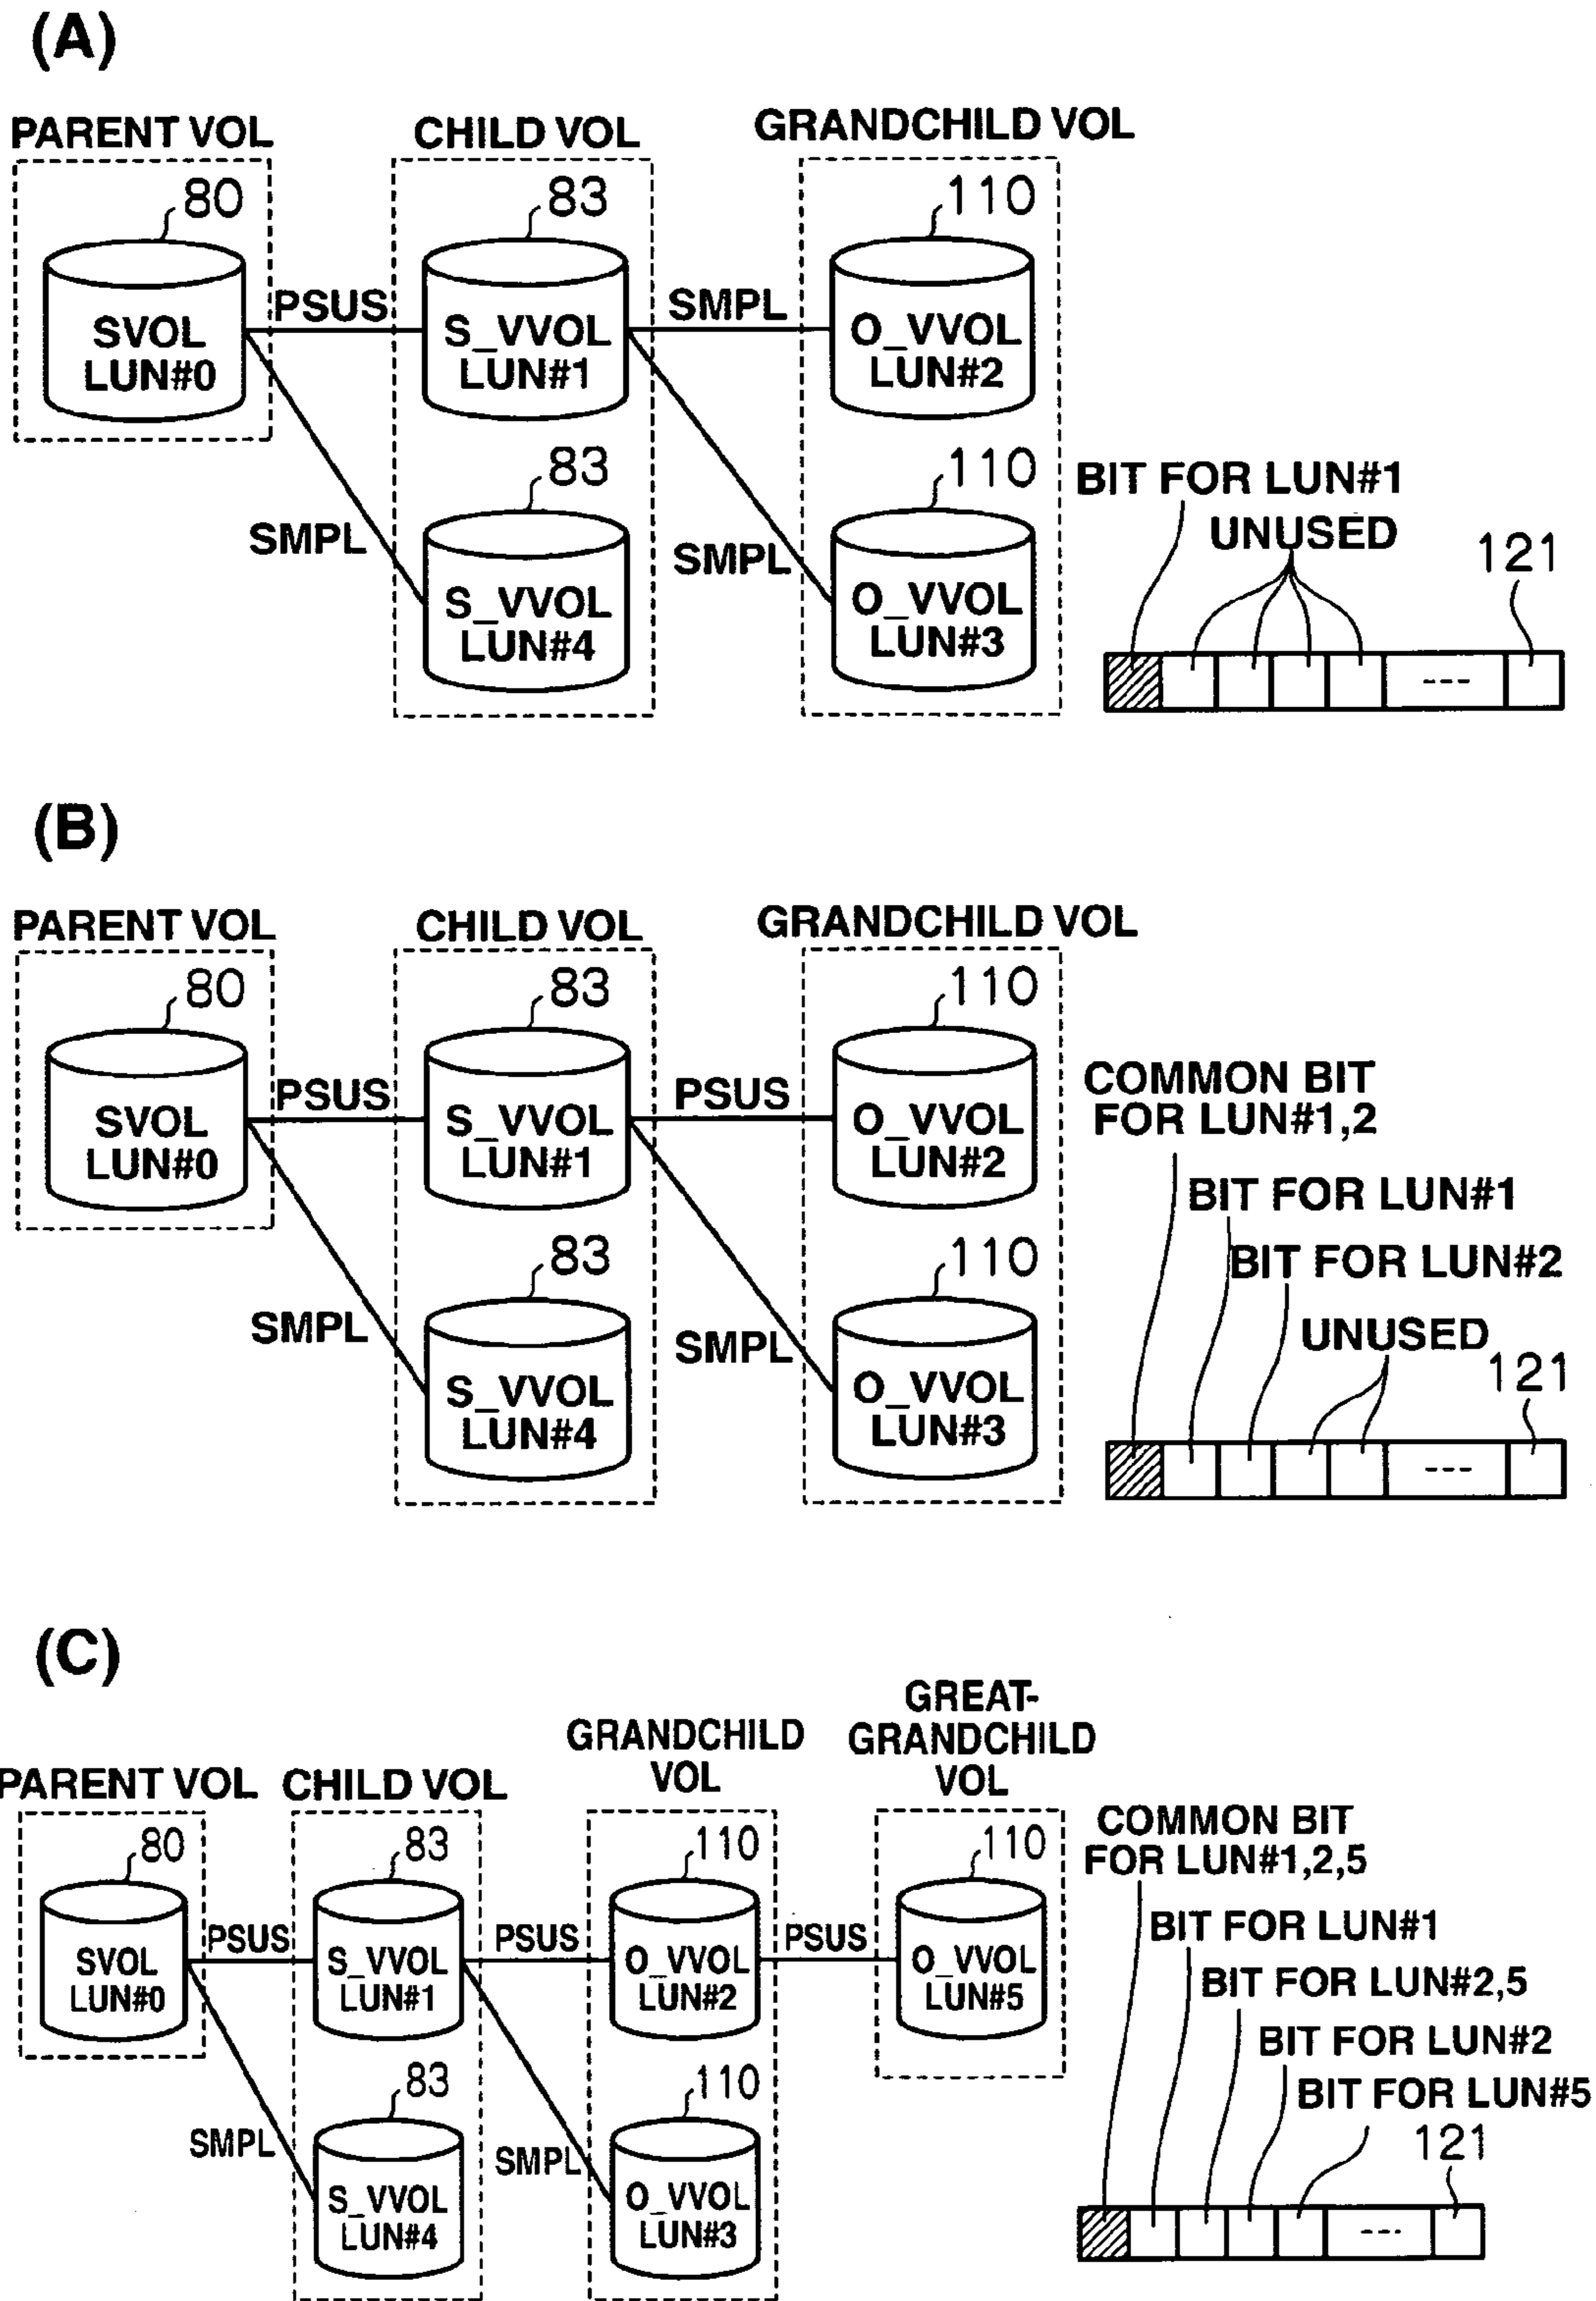 (A)
PARENT VOL
CHILD VOL
GRANDCHILD VOL
80
83
110
SVOL
LUN#0
PSUS
S_VVOL
LUN#1
SMPL
O_VVOL
LUN#2
83
110
BIT FOR LUN#1
SMPL
S_VVOL
LUN#4
SMPL
O_VVOL
LUN#3
UNUSED
121
----
(B)
PARENT VOL
CHILD VOL
GRANDCHILD VOL
80
83
110
SVOL
LUN#0
PSUS
S_VVOL
LUN#1
PSUS
O_VVOL
LUN#2
COMMON BIT
FOR LUN#1,2
BIT FOR LUN#1
83
110
BIT FOR LUN#2
SMPL
S_VVOL
LUN#4
SMPL
O_VVOL
LUN#3
UNUSED
121
----
(C)
PARENT VOL
CHILD VOL
GRANDCHILD
VOL
GREAT-
GRANDCHILD
VOL
80
83
110
110
SVOL
LUN#0
PSUS
S_VVOL
LUN#1
PSUS
O_VVOL
LUN#2
PSUS
O_VVOL
LUN#5
COMMON BIT
FOR LUN#1,2,5
BIT FOR LUN#1
BIT FOR LUN#2,5
BIT FOR LUN#2
BIT FOR LUN#5
83
110
SMPL
S_VVOL
LUN#4
SMPL
O_VVOL
LUN#3
121
---